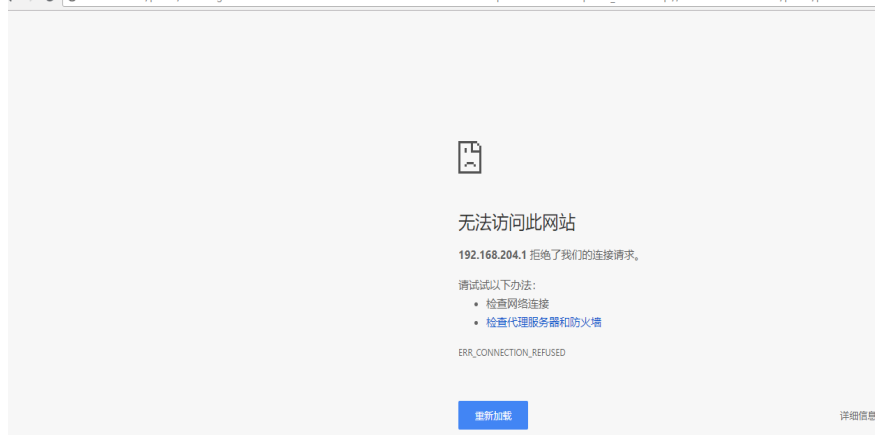 无法访问此网站
192.168.204.1 拒绝了我们的连接请求。
请试试以下办法：
检查网络连接
检查代理服务器和防火墙
ERR_CONNECTION_REFUSED
重新加载
详细信息